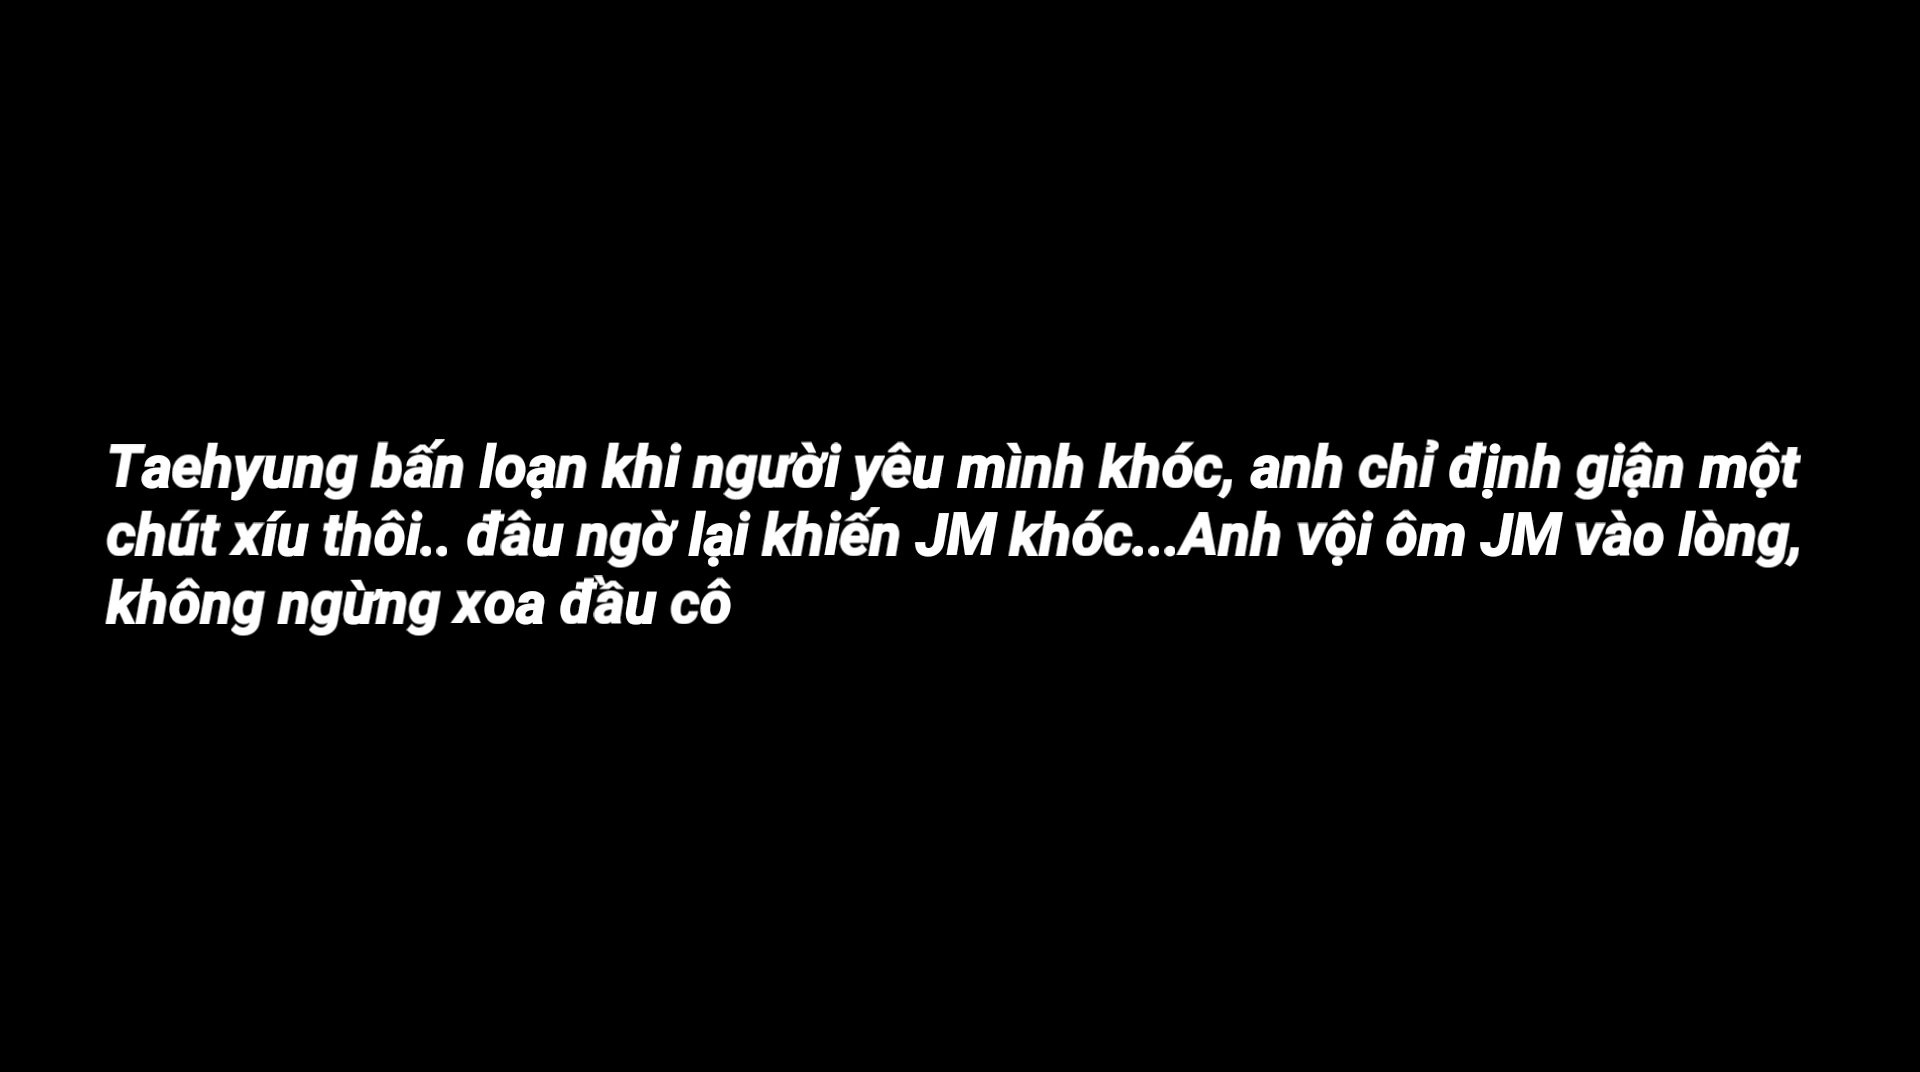 Taehyung bấn loạn khi người yêu mình khóc, anh chỉ định giận một
chút xíu thôi.. đâu ngờ lại khiến JM khóc...Anh vội ôm JM vào lòng,
không ngừng xoa đầu cô